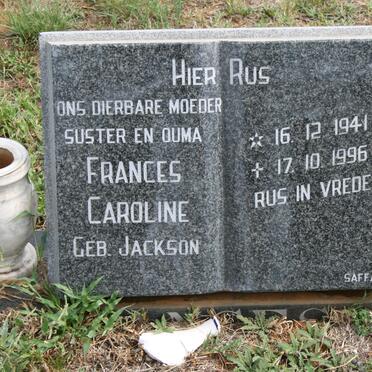 HIER RUS
ONS DIERBARE MOEDER
SUSTER EN OUMA
FRANCES
CAROLINE
GEB. JACKSON
☆ 16. 12 1941
✝ 17. 10 1996
RUS IN VREDE